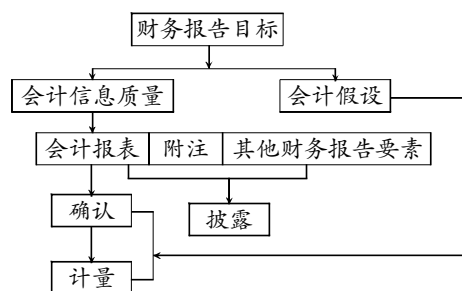 财务报告目标
会计信息质量 会计假设
会计报表 附注 其他财务报告要素
确认 披露
计量